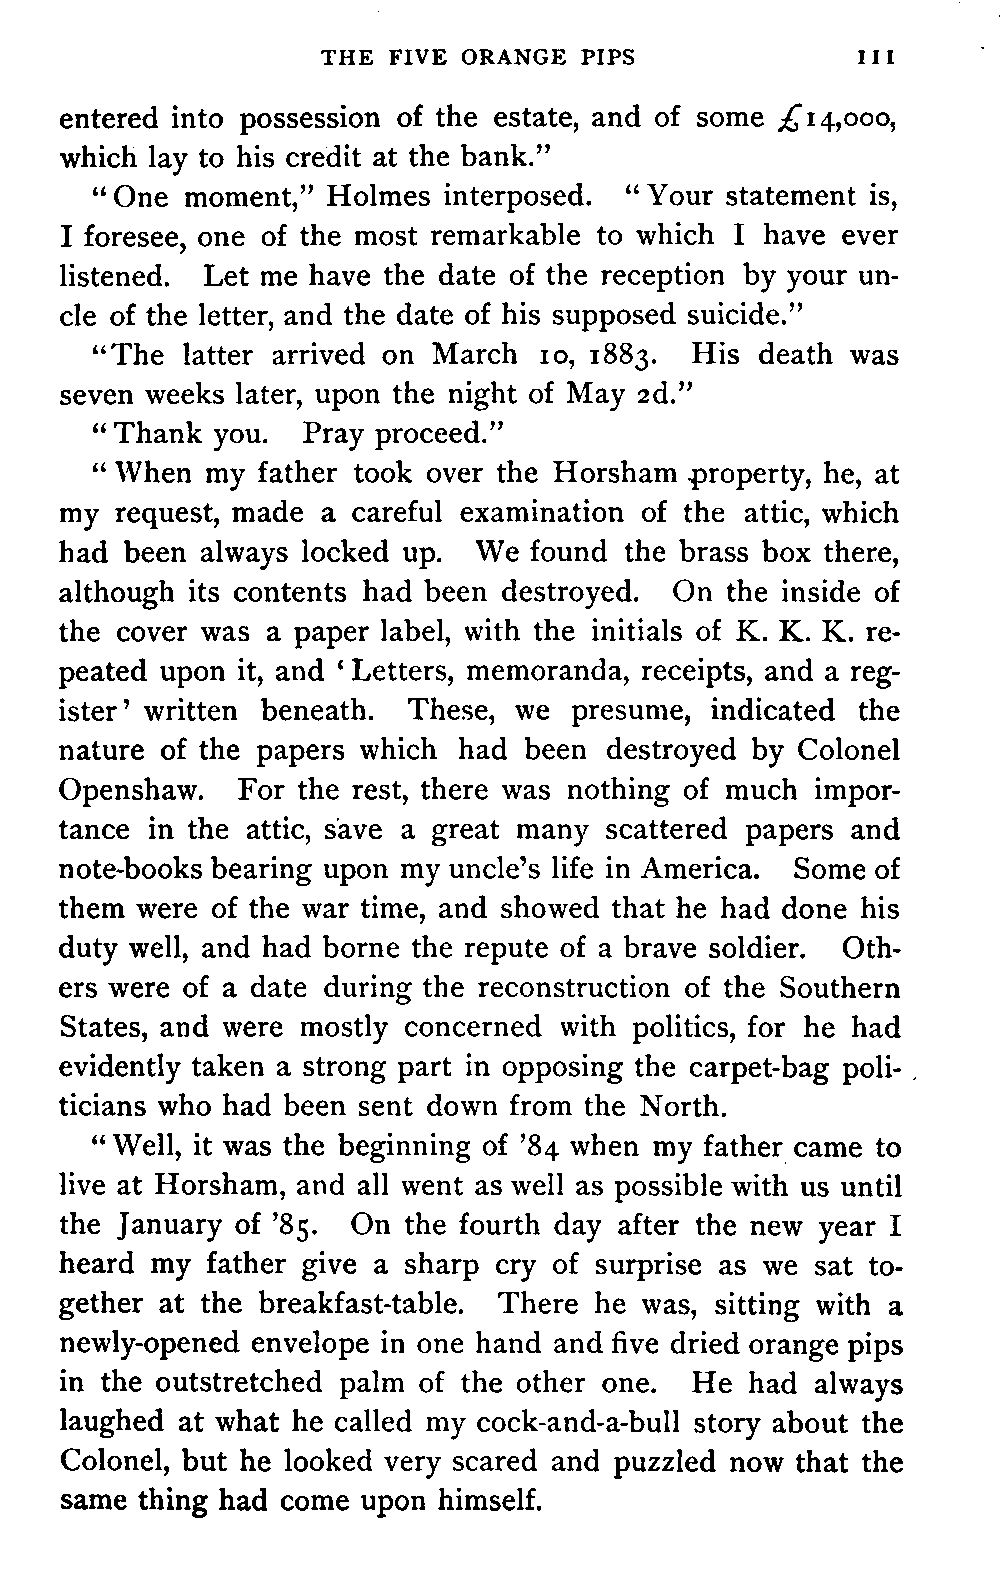 THE FIVE ORANGE PIPS 111
entered into possession of the estate, and of some £14,000,
which lay to his credit at the bank.”
“One moment,” Holmes interposed. “Your statement is,
I foresee, one of the most remarkable to which I have ever
listened. Let me have the date of the reception by your un-
cle of the letter, and the date of his supposed suicide.”
“The latter arrived on March 10, 1883. His death was
seven weeks later, upon the night of May 2d.”
“Thank you. Pray proceed.”
“When my father took over the Horsham property, he, at
my request, made a careful examination of the attic, which
had been always locked up. We found the brass box there,
although its contents had been destroyed. On the inside of
the cover was a paper label, with the initials of K. K. K. re-
peated upon it, and ‘Letters, memoranda, receipts, and a reg-
ister’ written beneath. These, we presume, indicated the
nature of the papers which had been destroyed by Colonel
Openshaw. For the rest, there was nothing of much impor-
tance in the attic, save a great many scattered papers and
note-books bearing upon my uncle’s life in America. Some of
them were of the war time, and showed that he had done his
duty well, and had borne the repute of a brave soldier. Oth-
ers were of a date during the reconstruction of the Southern
States, and were mostly concerned with politics, for he had
evidently taken a strong part in opposing the carpet-bag poli-
ticians who had been sent down from the North.
“Well, it was the beginning of ’84 when my father came to
live at Horsham, and all went as well as possible with us until
the January of ’85. On the fourth day after the new year I
heard my father give a sharp cry of surprise as we sat to-
gether at the breakfast-table. There he was, sitting with a
newly-opened envelope in one hand and five dried orange pips
in the outstretched palm of the other one. He had always
laughed at what he called my cock-and-a-bull story about the
Colonel, but he looked very scared and puzzled now that the
same thing had come upon himself.